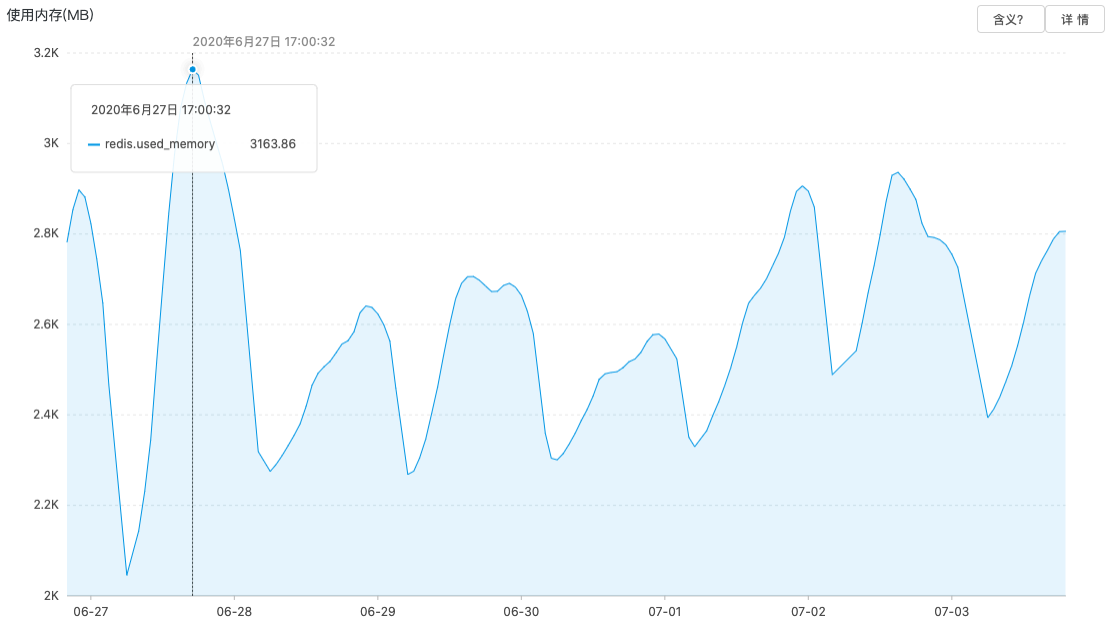 使用内存(MB)
含义?
详 情
2020年6月27日 17:00:32
3.2K
2020年6月27日 17:00:32
redis.used_memory 3163.86
3K
2.8K
2.6K
2.4K
2.2K
2K
06-27 06-28 06-29 06-30 07-01 07-02 07-03